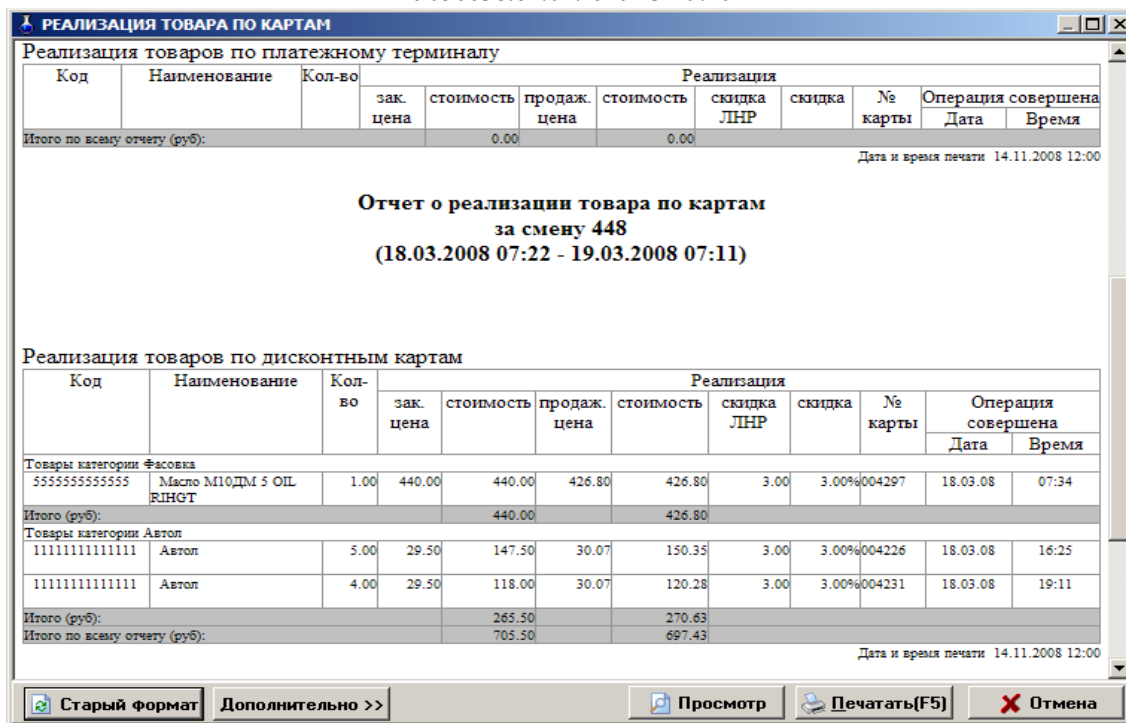 РЕАЛИЗАЦИЯ ТОВАРА ПО КАРТАМ
Реализация товаров по платежному терминалу
Код Наименование Кол-во Реализация
зак. цена стоимость продаж. цена стоимость скидка ЛНР скидка № карты Операция совершена
Дата Время
Итого по всему отчету (руб): 0.00 0.00
Дата и время печати 14.11.2008 12:00
Отчет о реализации товара по картам
за смену 448
(18.03.2008 07:22 - 19.03.2008 07:11)
Реализация товаров по дисконтным картам
Код Наименование Кол-во Реализация
зак. цена стоимость продаж. цена стоимость скидка ЛНР скидка № карты Операция совершена
Дата Время
Товары категории Фасовка
5555555555555 Масло М10ДМ 5 OIL RIHGT 1.00 440.00 440.00 426.80 426.80 3.00 3.00% 004297 18.03.08 07:34
Итого (руб): 440.00 426.80
Товары категории Автол
11111111111111 Автол 5.00 29.50 147.50 30.07 150.35 3.00 3.00% 004226 18.03.08 16:25
11111111111111 Автол 4.00 29.50 118.00 30.07 120.28 3.00 3.00% 004231 18.03.08 19:11
Итого (руб): 265.50 270.63
Итого по всему отчету (руб): 705.50 697.43
Дата и время печати 14.11.2008 12:00
Старый формат Дополнительно >> Просмотр Печатать(F5) Отмена